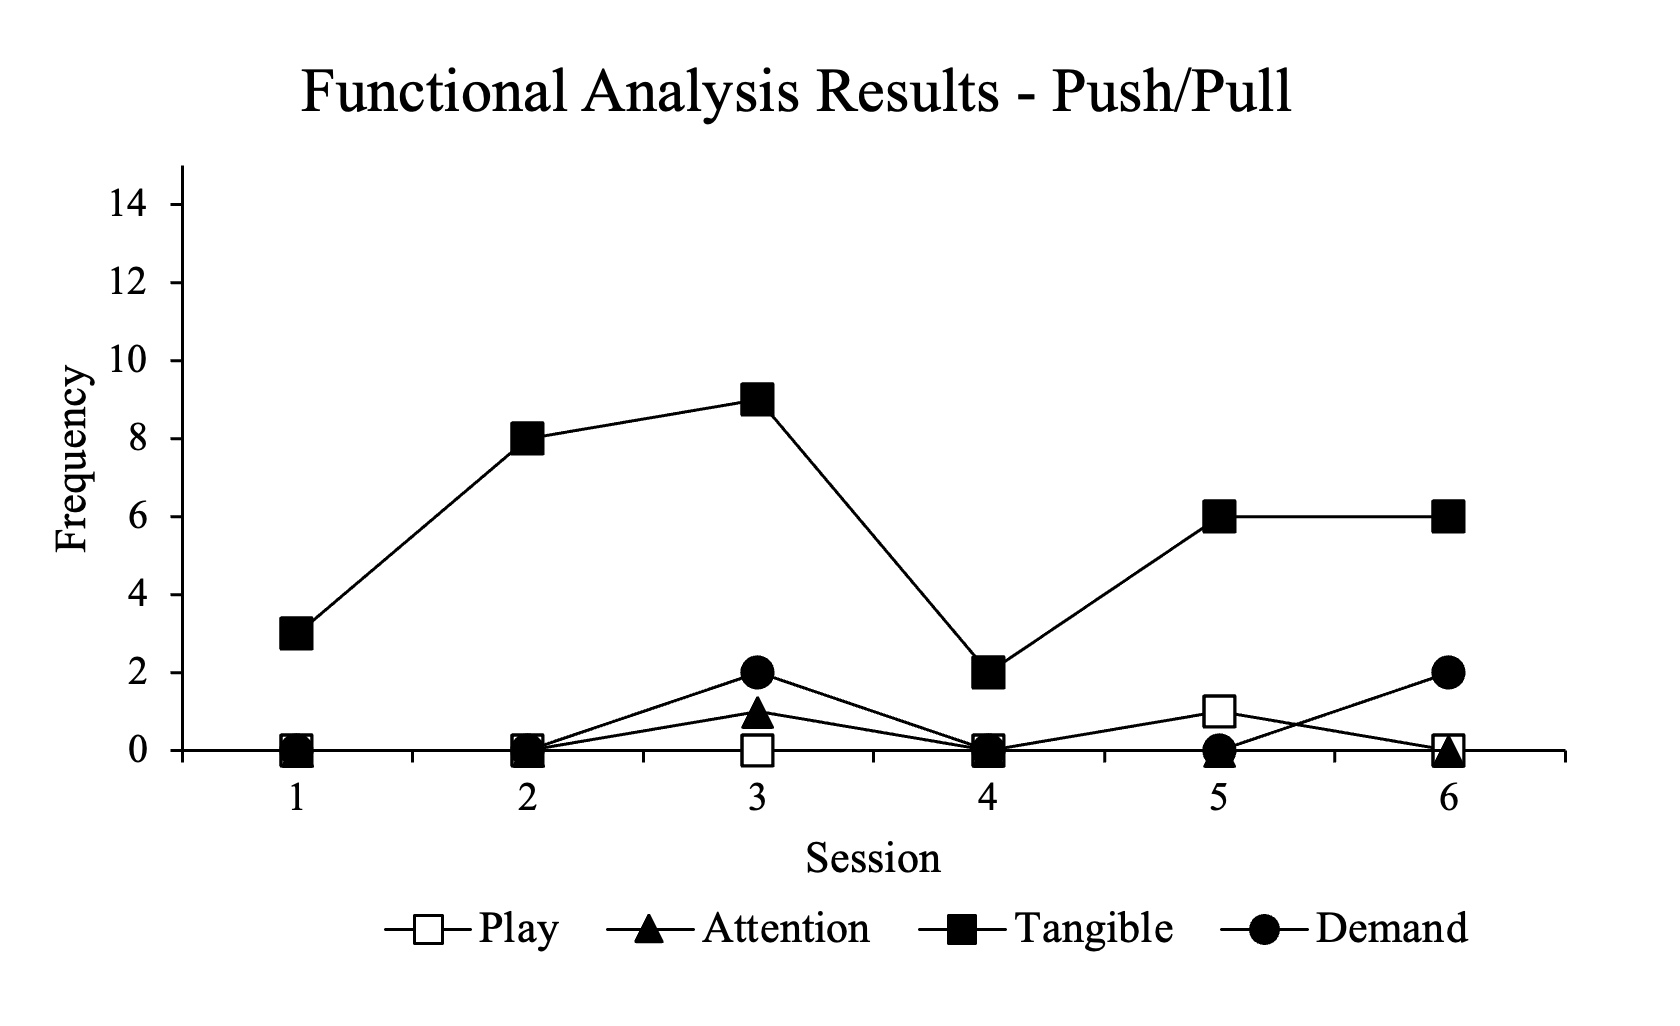 Functional Analysis Results - Push/Pull
14
12
10
8
6
4
2
0
Frequency
1 2 3 4 5 6
Session
Play Attention Tangible Demand